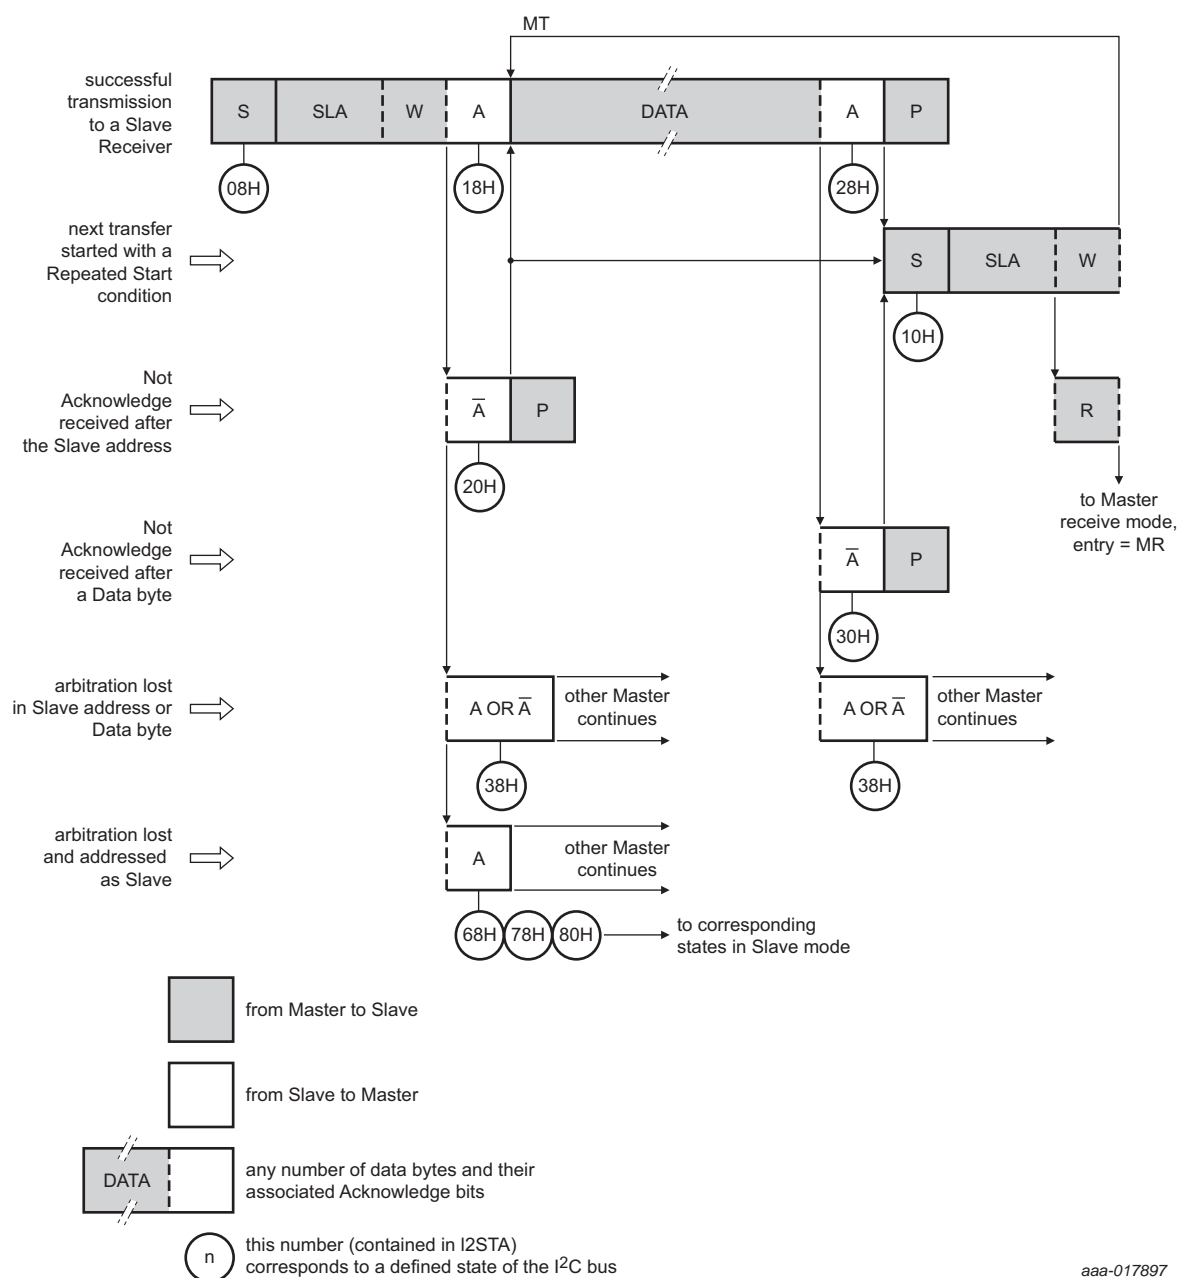 MT
successful
transmission
to a Slave
Receiver
S SLA W A DATA A P
08H 18H 28H
next transfer
started with a
Repeated Start
condition
S SLA W
10H
Not
Acknowledge
received after
the Slave address
A̅ P
R
20H
to Master
receive mode,
entry = MR
Not
Acknowledge
received after
a Data byte
A̅ P
30H
arbitration lost
in Slave address or
Data byte
A OR A̅
other Master
continues
A OR A̅
other Master
continues
38H 38H
arbitration lost
and addressed
as Slave
A
other Master
continues
68H 78H 80H
to corresponding
states in Slave mode
from Master to Slave
from Slave to Master
DATA
any number of data bytes and their
associated Acknowledge bits
n
this number (contained in I2STA)
corresponds to a defined state of the I²C bus
aaa-017897